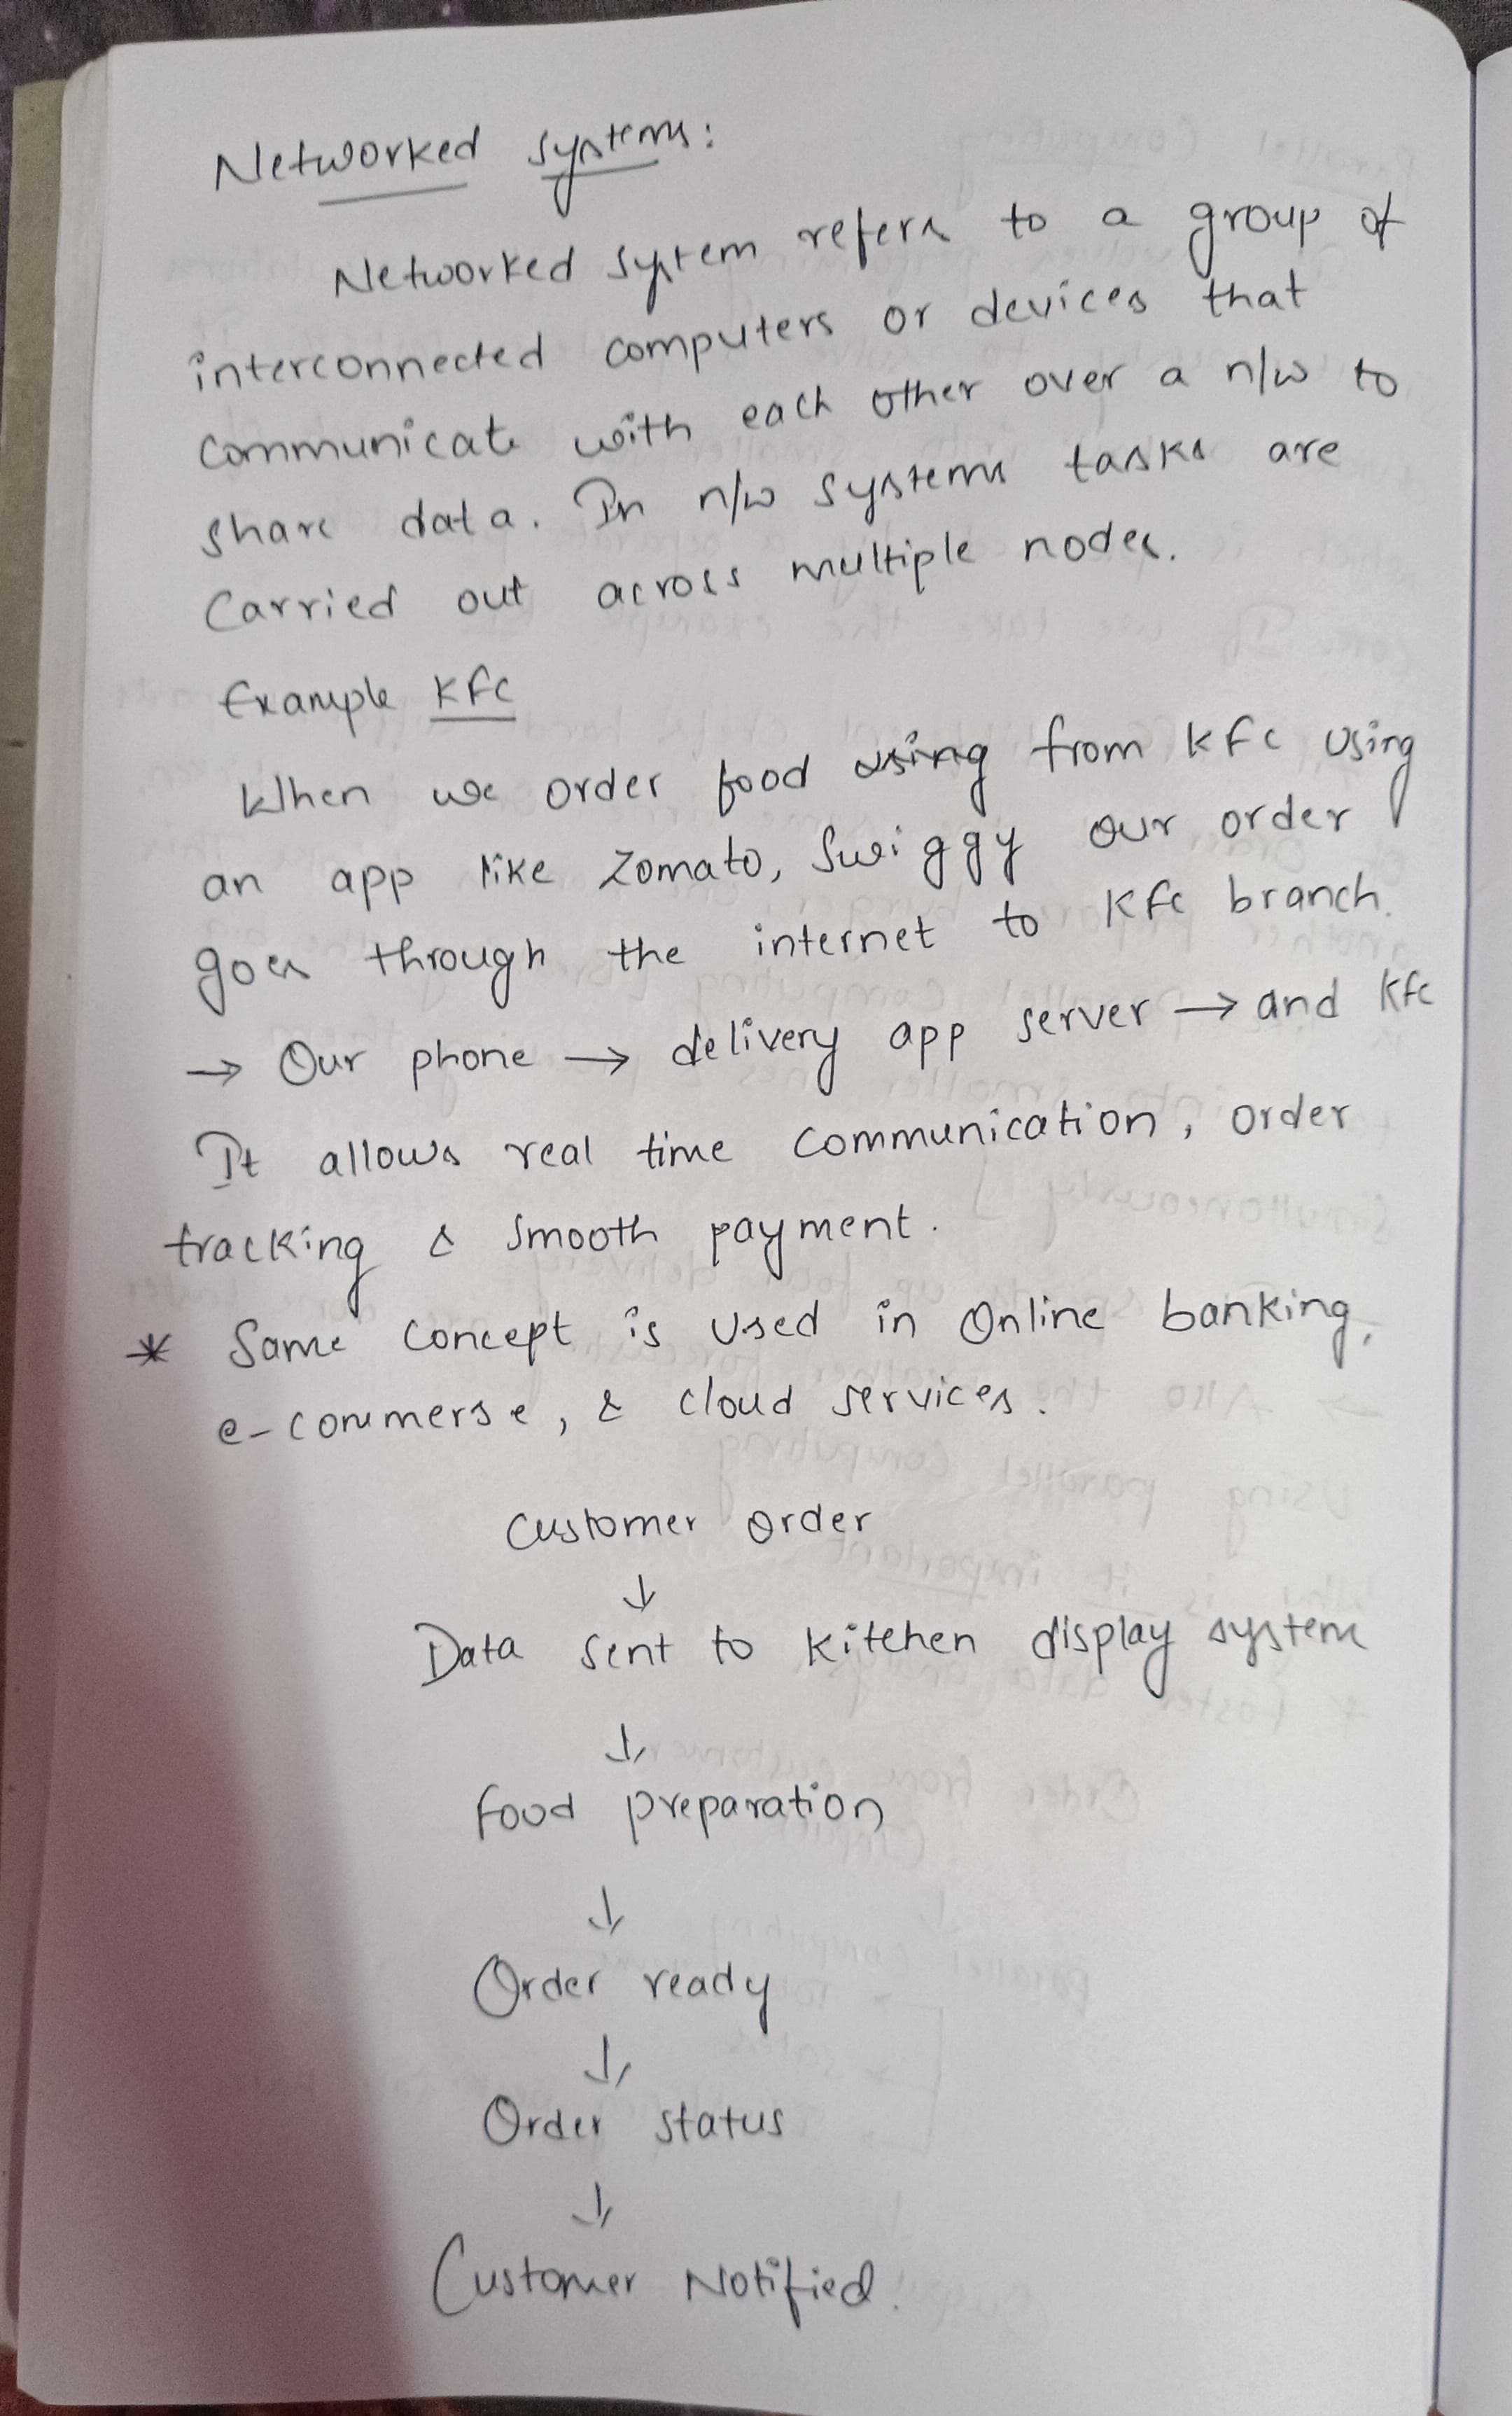 Networked Systems:
Networked System refers to a group of
interconnected computers or devices that
communicate with each other over a n/w to
share data. In n/w systems tasks are
Carried out across multiple nodes.
Example KFC
When we order food using from KFC using
an app like Zomato, Swiggy our order
goes through the internet to KFC branch.
→ Our phone → delivery app server → and KFC
It allows real time communication, order
tracking & smooth payment.
* Same concept is used in Online banking,
e-commerse, & cloud services.
Customer order
↓
Data sent to kitchen display system
↓
Food preparation
↓
Order ready
↓
Order status
↓
Customer Notified.